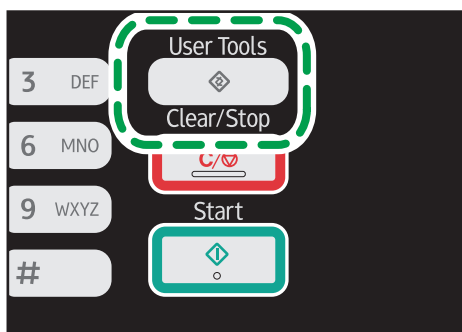 User Tools
3 DEF
Clear/Stop
6 MNO
C/
9 WXYZ
Start
#